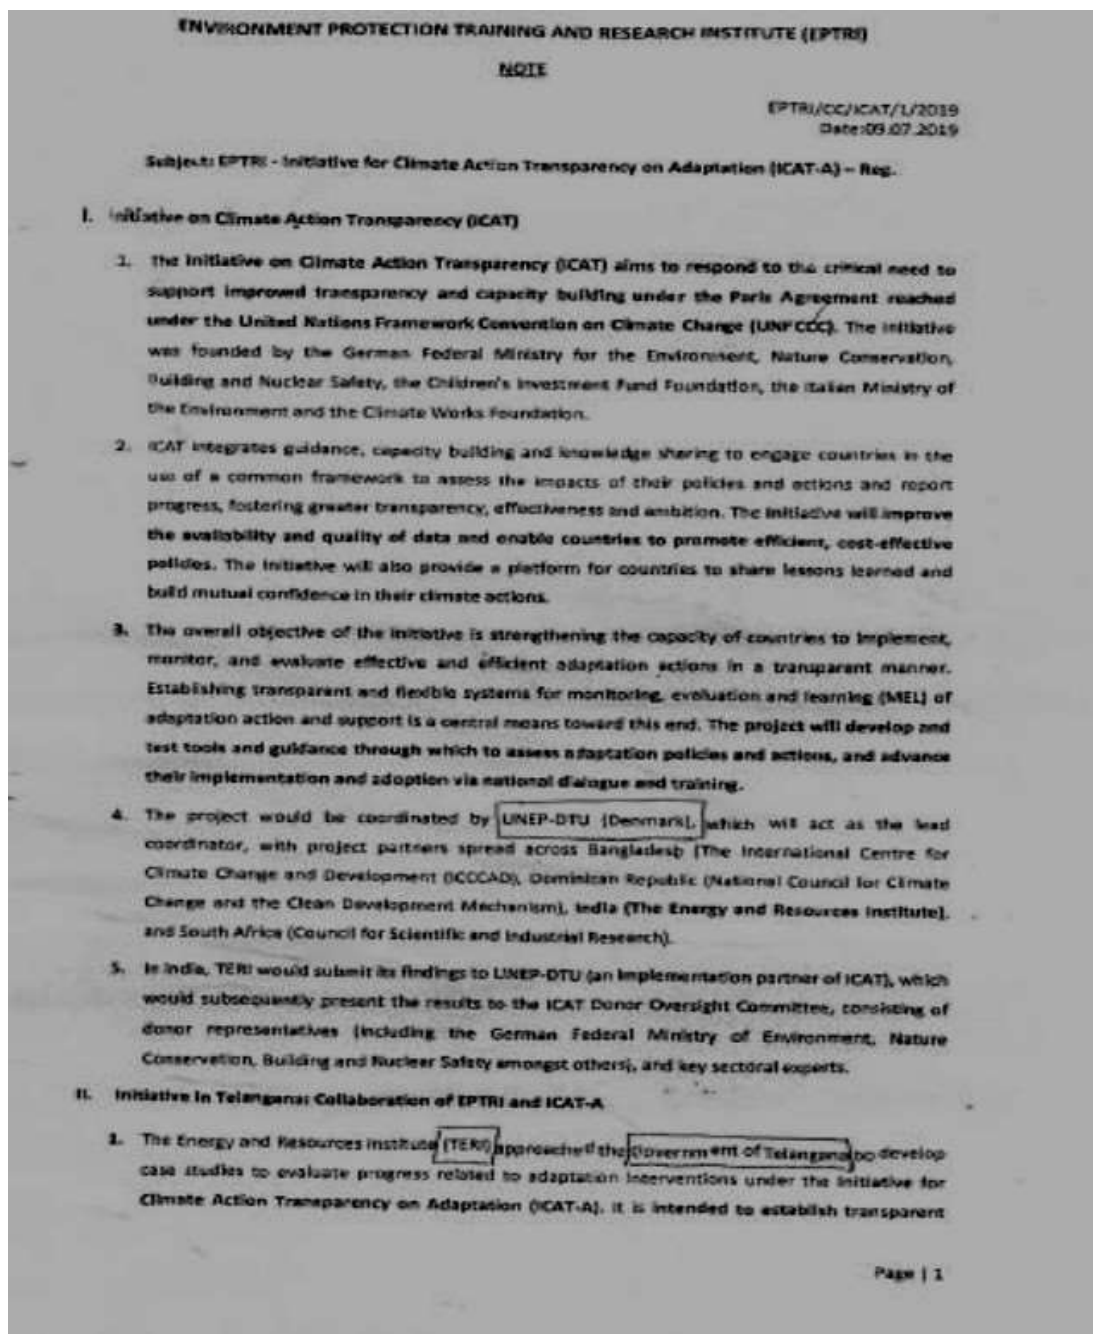 ENVIRONMENT PROTECTION TRAINING AND RESEARCH INSTITUTE (EPTRI)
NOTE
EPTRI/CC/ICAT/1/2019
Date:09.07.2019
Subject: EPTRI - Initiative for Climate Action Transparency on Adaptation (ICAT-A) – Reg.
I. Initiative on Climate Action Transparency (ICAT)
1. The Initiative on Climate Action Transparency (ICAT) aims to respond to the critical need to
support improved transparency and capacity building under the Paris Agreement reached
under the United Nations Framework Convention on Climate Change (UNFCCC). The initiative
was founded by the German Federal Ministry for the Environment, Nature Conservation,
Building and Nuclear Safety, the Children's Investment Fund Foundation, the Italian Ministry of
the Environment and the Climate Works Foundation.
2. ICAT integrates guidance, capacity building and knowledge sharing to engage countries in the
use of a common framework to assess the impacts of their policies and actions and report
progress, fostering greater transparency, effectiveness and ambition. The Initiative will improve
the availability and quality of data and enable countries to promote efficient, cost-effective
policies. The Initiative will also provide a platform for countries to share lessons learned and
build mutual confidence in their climate actions.
3. The overall objective of the initiative is strengthening the capacity of countries to implement,
monitor, and evaluate effective and efficient adaptation actions in a transparent manner.
Establishing transparent and flexible systems for monitoring, evaluation and learning (MEL) of
adaptation action and support is a central means toward this end. The project will develop and
test tools and guidance through which to assess adaptation policies and actions, and advance
their implementation and adoption via national dialogue and training.
4. The project would be coordinated by UNEP-DTU (Denmark), which will act as the lead
coordinator, with project partners spread across Bangladesh (The International Centre for
Climate Change and Development (ICCCAD), Dominican Republic (National Council for Climate
Change and the Clean Development Mechanism), India (The Energy and Resources Institute),
and South Africa (Council for Scientific and Industrial Research).
5. In India, TERI would submit its findings to UNEP-DTU (an implementation partner of ICAT), which
would subsequently present the results to the ICAT Donor Oversight Committee, consisting of
donor representatives (including the German Federal Ministry of Environment, Nature
Conservation, Building and Nuclear Safety amongst others), and key sectoral experts.
II. Initiative in Telangana: Collaboration of EPTRI and ICAT-A
1. The Energy and Resources Institute (TERI) approached the Government of Telangana to develop
case studies to evaluate progress related to adaptation interventions under the Initiative for
Climate Action Transparency on Adaptation (ICAT-A). It is intended to establish transparent
Page | 1